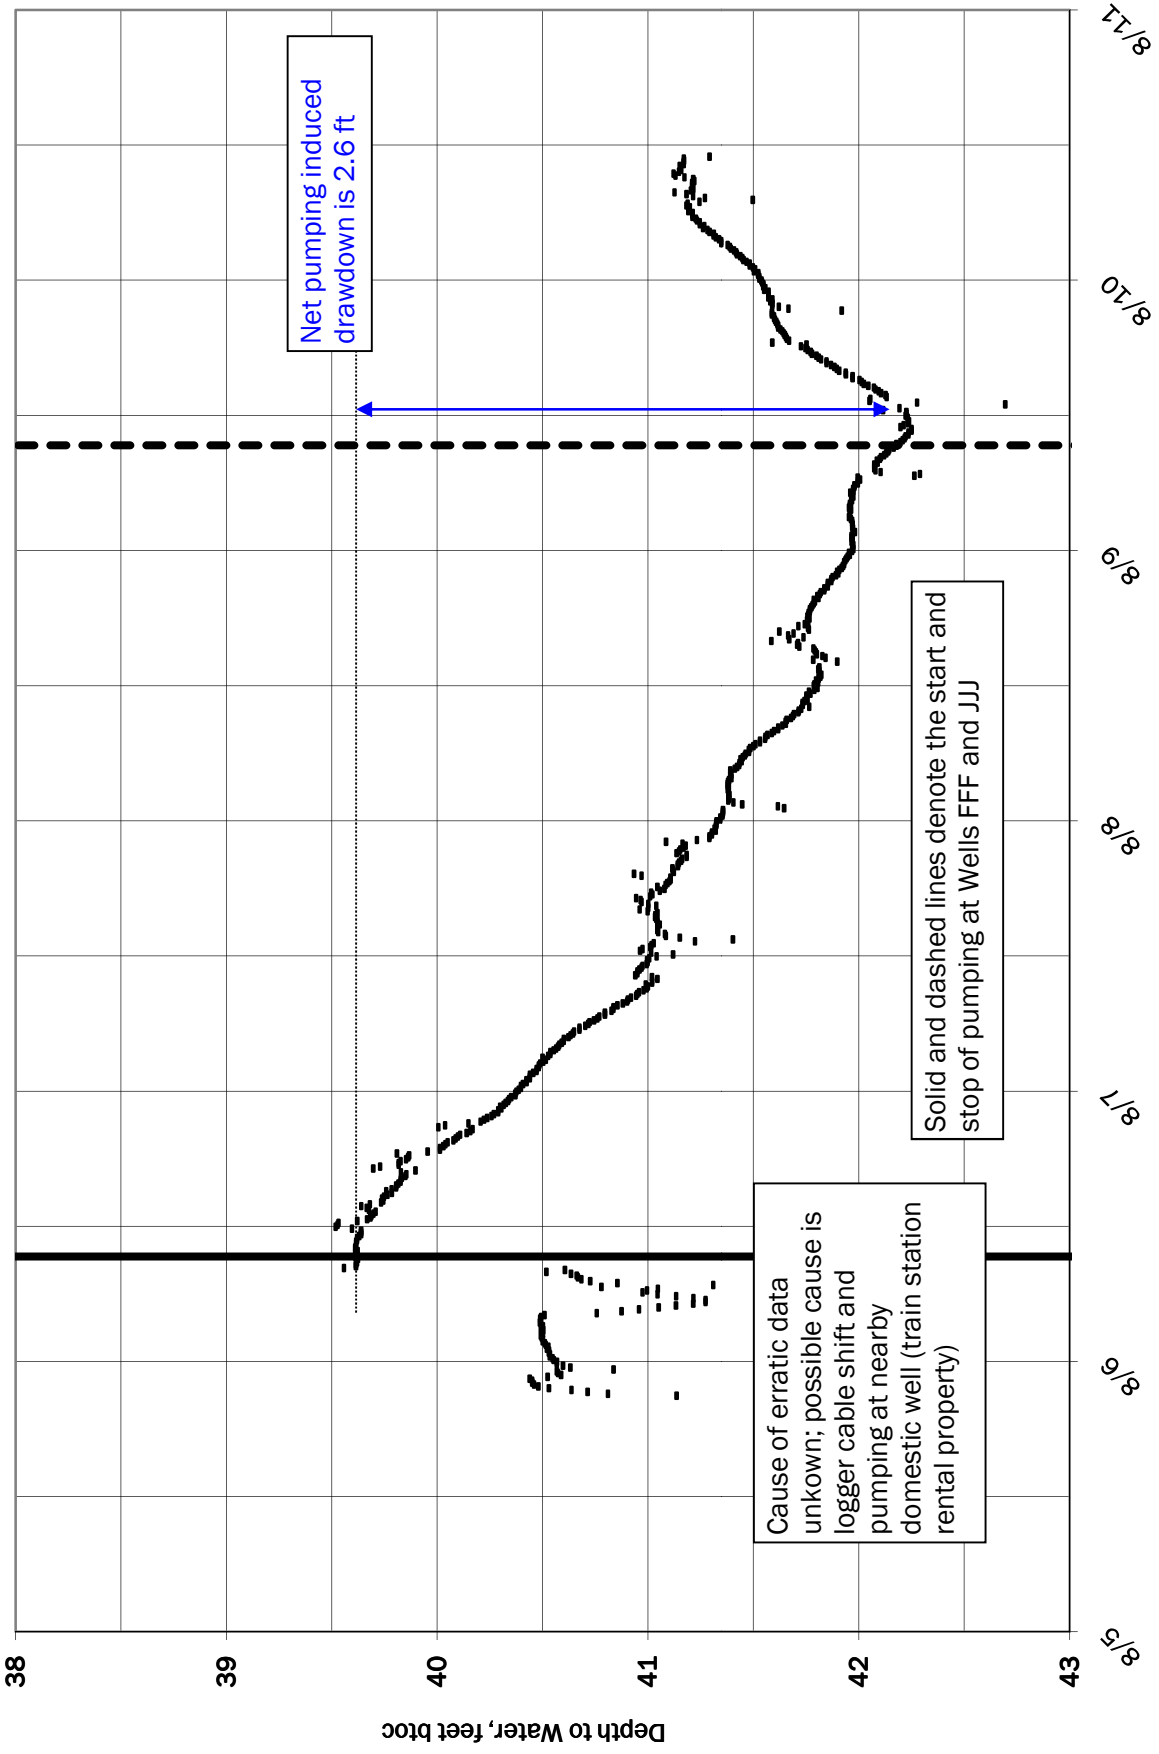 38
39
40
41
42
43
Depth to Water, feet btoc
8/5
8/6
8/7
8/8
8/9
8/10
8/11
Net pumping induced
drawdown is 2.6 ft
Solid and dashed lines denote the start and
stop of pumping at Wells FFF and JJJ
Cause of erratic data
unkown; possible cause is
logger cable shift and
pumping at nearby
domestic well (train station
rental property)